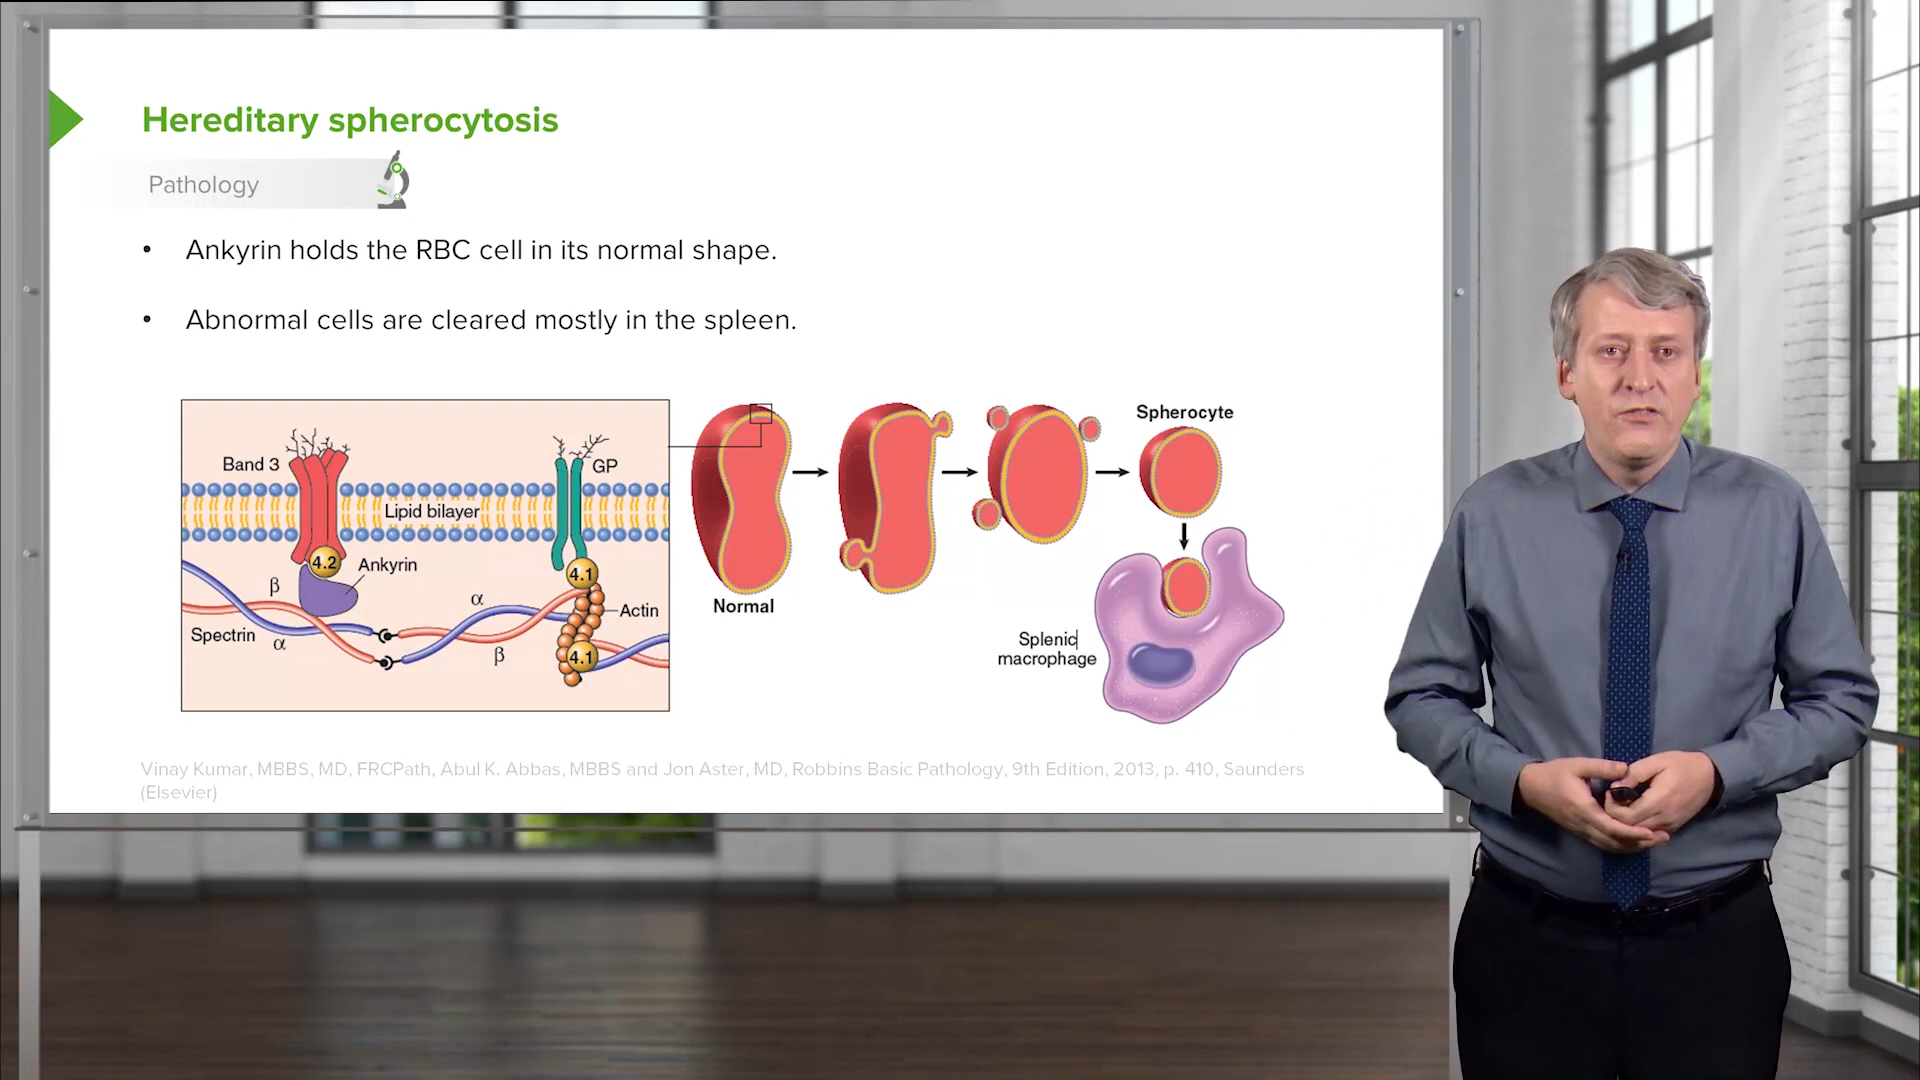 Hereditary spherocytosis
Pathology
• Ankyrin holds the RBC cell in its normal shape.
• Abnormal cells are cleared mostly in the spleen.
Band 3
GP
Lipid bilayer
4.2
Ankyrin
4.1
β
α
Actin
Spectrin
α
β
4.1
Normal
Spherocyte
Splenic
macrophage
Vinay Kumar, MBBS, MD, FRCPath, Abul K. Abbas, MBBS and Jon Aster, MD, Robbins Basic Pathology, 9th Edition, 2013, p. 410, Saunders
(Elsevier)